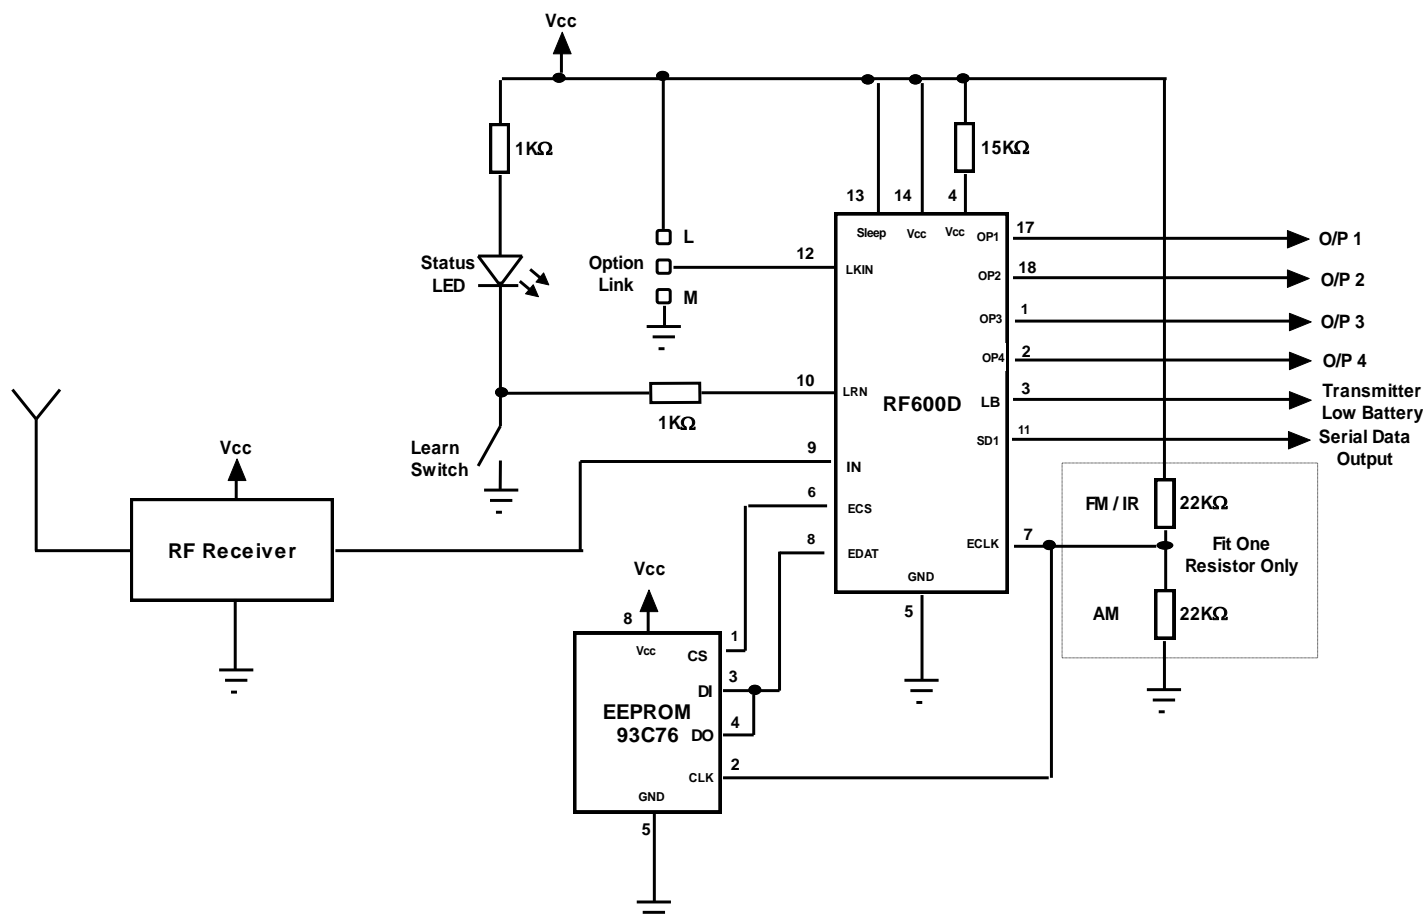 Vcc
1KΩ
15KΩ
13
14
4
Sleep
Vcc
Vcc
OP1
17
O/P 1
L
Option
Link
M
12
LKIN
OP2
18
O/P 2
Status
LED
OP3
1
O/P 3
OP4
2
O/P 4
10
LRN
RF600D
LB
3
Transmitter
Low Battery
1KΩ
SD1
11
Serial Data
Output
Learn
Switch
9
IN
Vcc
RF Receiver
6
ECS
8
EDAT
ECLK
7
GND
5
FM / IR
22KΩ
Fit One
Resistor Only
AM
22KΩ
Vcc
8
Vcc
CS
1
DI
3
EEPROM
93C76
DO
4
CLK
2
GND
5